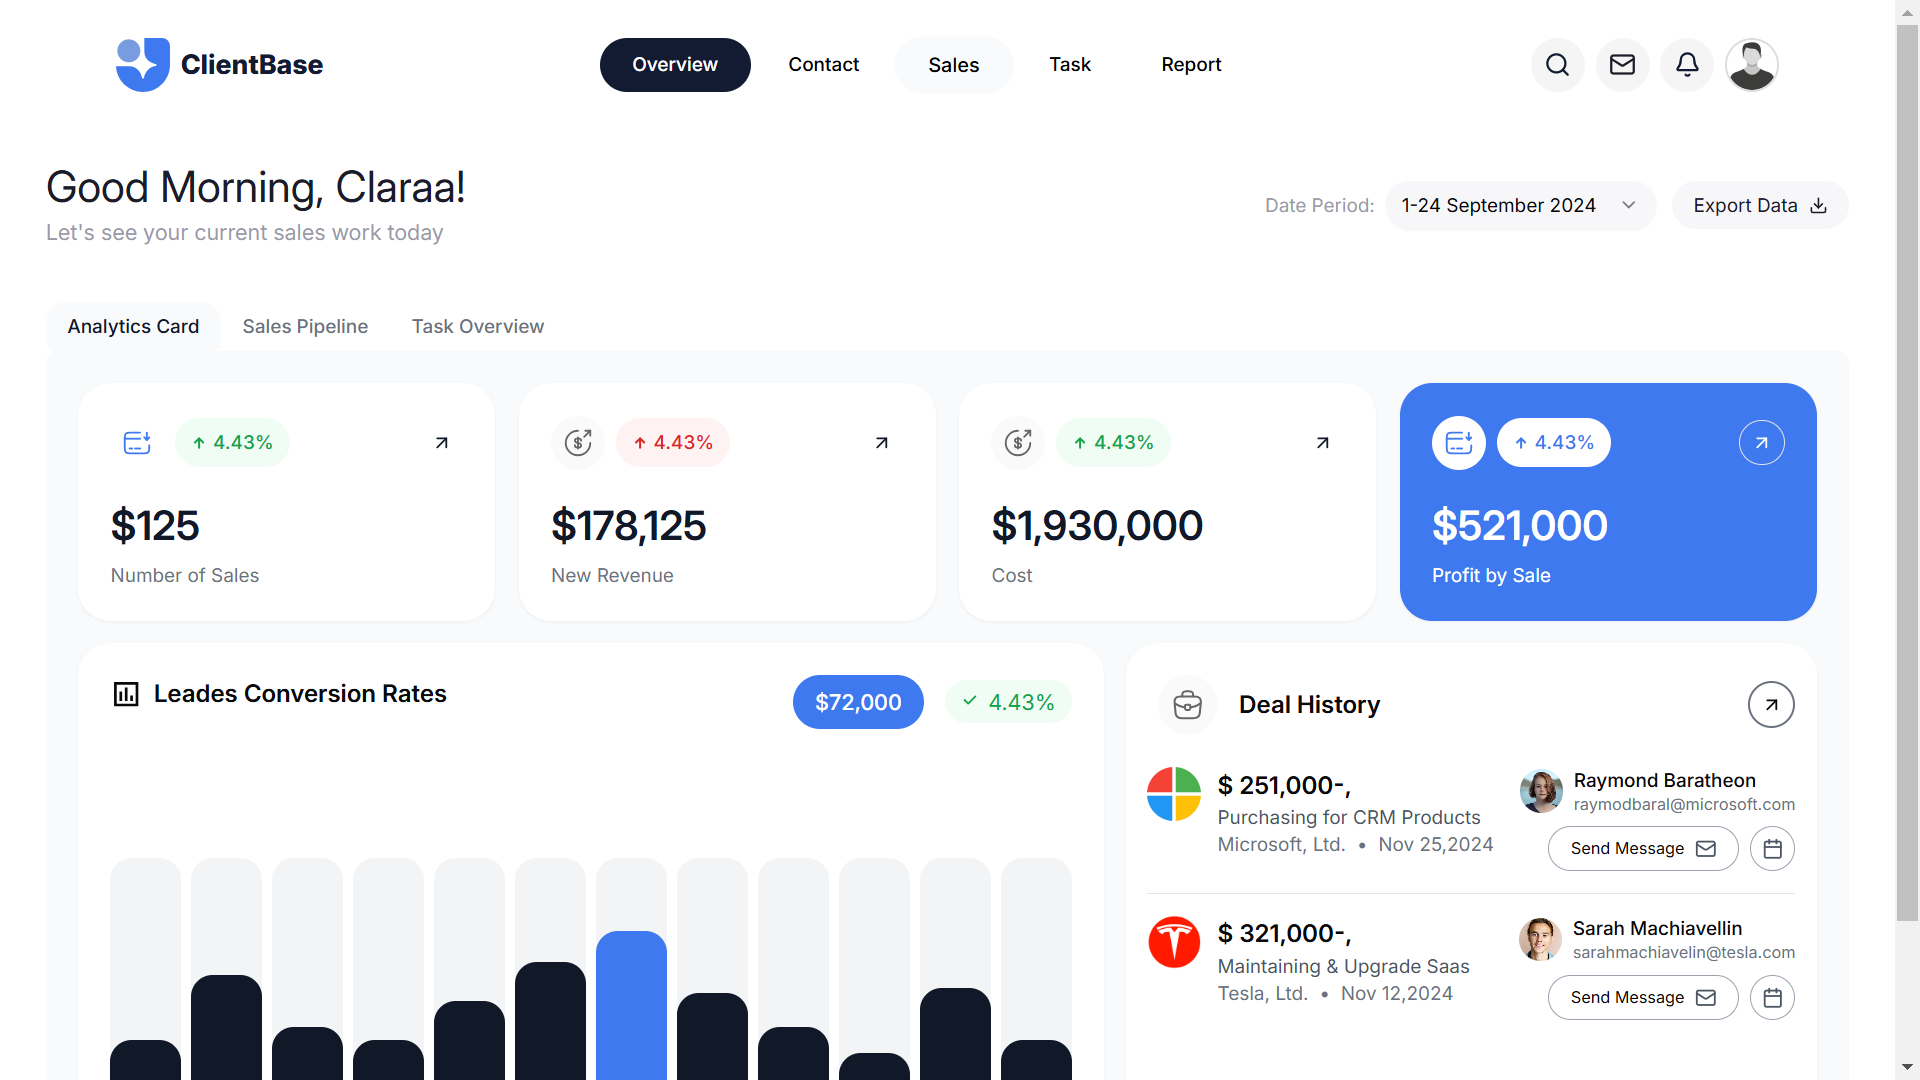 ClientBase
Overview
Contact
Sales
Task
Report
Good Morning, Claraa!
Let's see your current sales work today
Date Period:
1-24 September 2024
Export Data
Analytics Card
Sales Pipeline
Task Overview
4.43%
$125
Number of Sales
4.43%
$178,125
New Revenue
4.43%
$1,930,000
Cost
4.43%
$521,000
Profit by Sale
Leades Conversion Rates
$72,000
4.43%
Deal History
$ 251,000-,
Purchasing for CRM Products
Microsoft, Ltd. • Nov 25,2024
Raymond Baratheon
raymodbaral@microsoft.com
Send Message
$ 321,000-,
Maintaining & Upgrade Saas
Tesla, Ltd. • Nov 12,2024
Sarah Machiavellin
sarahmachiavelin@tesla.com
Send Message